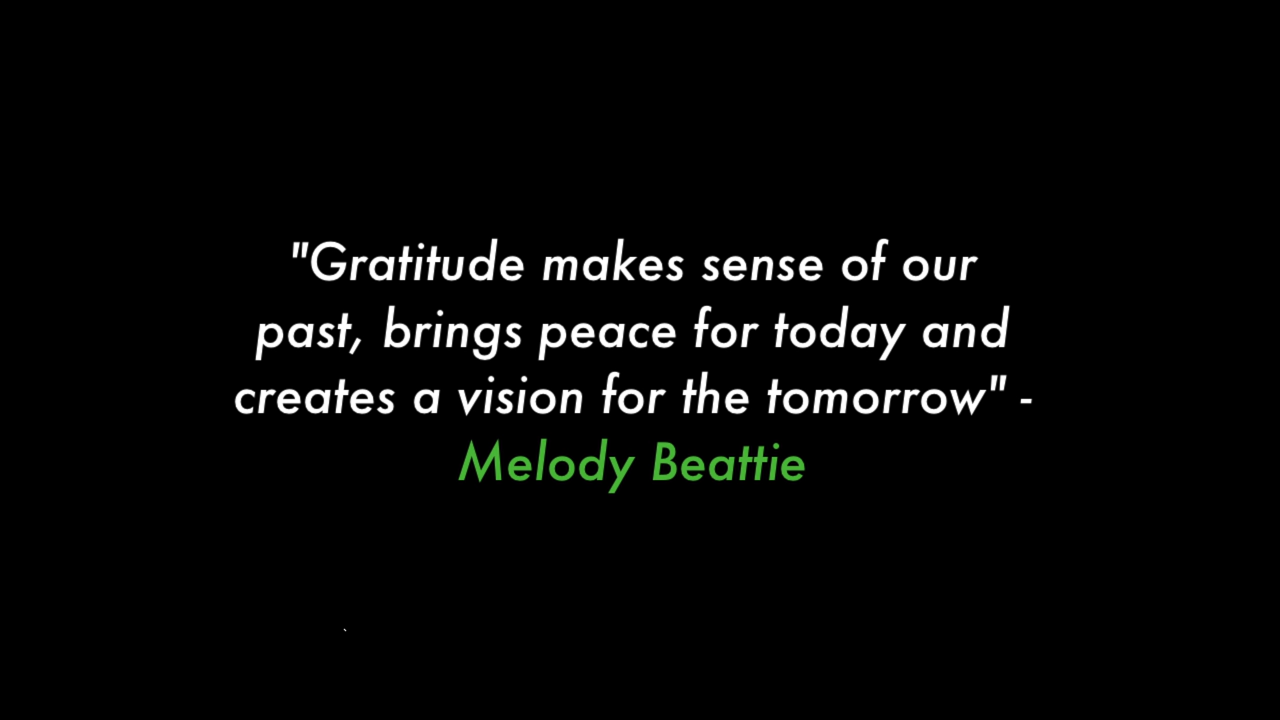 "Gratitude makes sense of our
past, brings peace for today and
creates a vision for the tomorrow" -
Melody Beattie